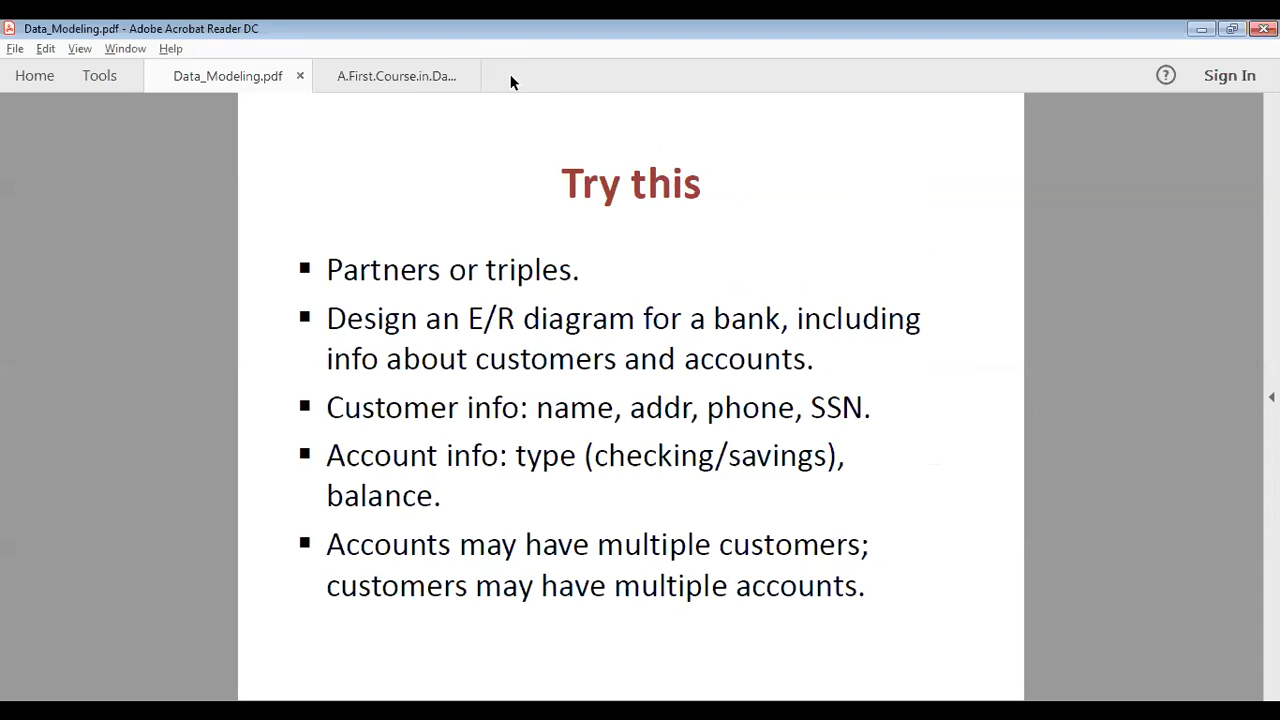 Data_Modeling.pdf - Adobe Acrobat Reader DC
File Edit View Window Help
Home Tools Data_Modeling.pdf × A.First.Course.in.Da... ? Sign In
Try this
▪ Partners or triples.
▪ Design an E/R diagram for a bank, including
info about customers and accounts.
▪ Customer info: name, addr, phone, SSN.
▪ Account info: type (checking/savings),
balance.
▪ Accounts may have multiple customers;
customers may have multiple accounts.